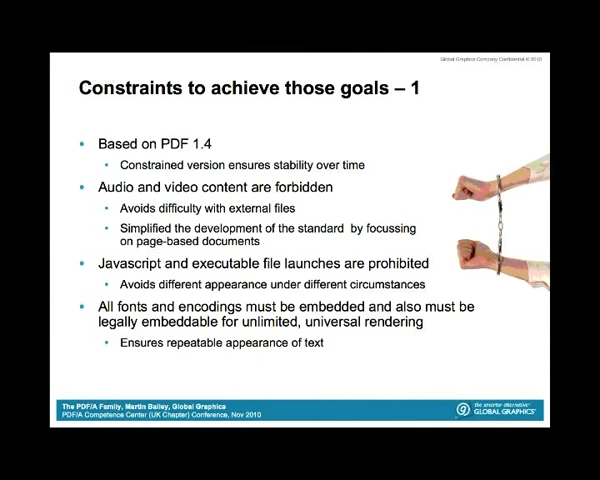 Global Graphics Company Confidential © 2010
Constraints to achieve those goals – 1
• Based on PDF 1.4
• Constrained version ensures stability over time
• Audio and video content are forbidden
• Avoids difficulty with external files
• Simplified the development of the standard by focussing
on page-based documents
• Javascript and executable file launches are prohibited
• Avoids different appearance under different circumstances
• All fonts and encodings must be embedded and also must be
legally embeddable for unlimited, universal rendering
• Ensures repeatable appearance of text
The PDF/A Family, Martin Bailey, Global Graphics
PDF/A Competence Center (UK Chapter) Conference, Nov 2010
the smarter alternative
GLOBAL GRAPHICS